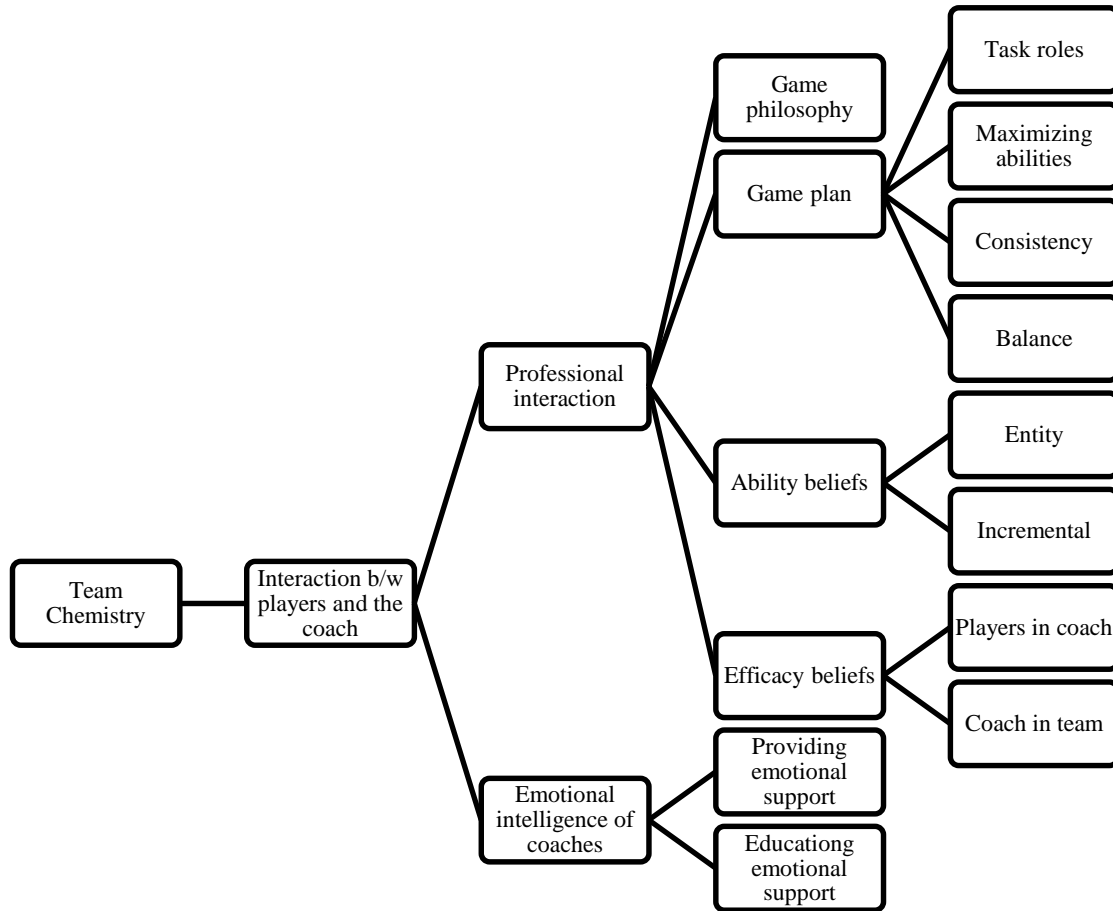 Team
Chemistry
Interaction b/w
players and the
coach
Professional
interaction
Game
philosophy
Game plan
Task roles
Maximizing
abilities
Consistency
Balance
Ability beliefs
Entity
Incremental
Efficacy beliefs
Players in coach
Coach in team
Emotional
intelligence of
coaches
Providing
emotional
support
Educationg
emotional
support